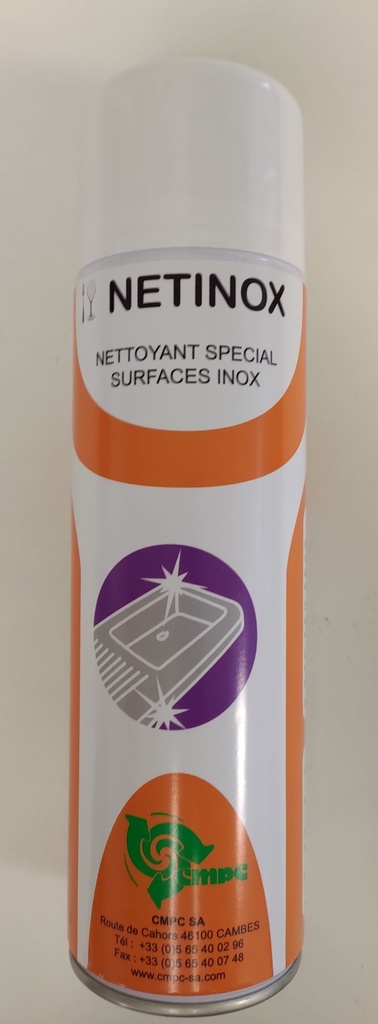 NETINOX
NETTOYANT SPECIAL
SURFACES INOX
CMPC
CMPC SA
Route de Cahors 46100 CAMBES
Tél : +33 (0)5 65 40 02 96
Fax : +33 (0)5 65 40 07 48
www.cmpc-sa.com